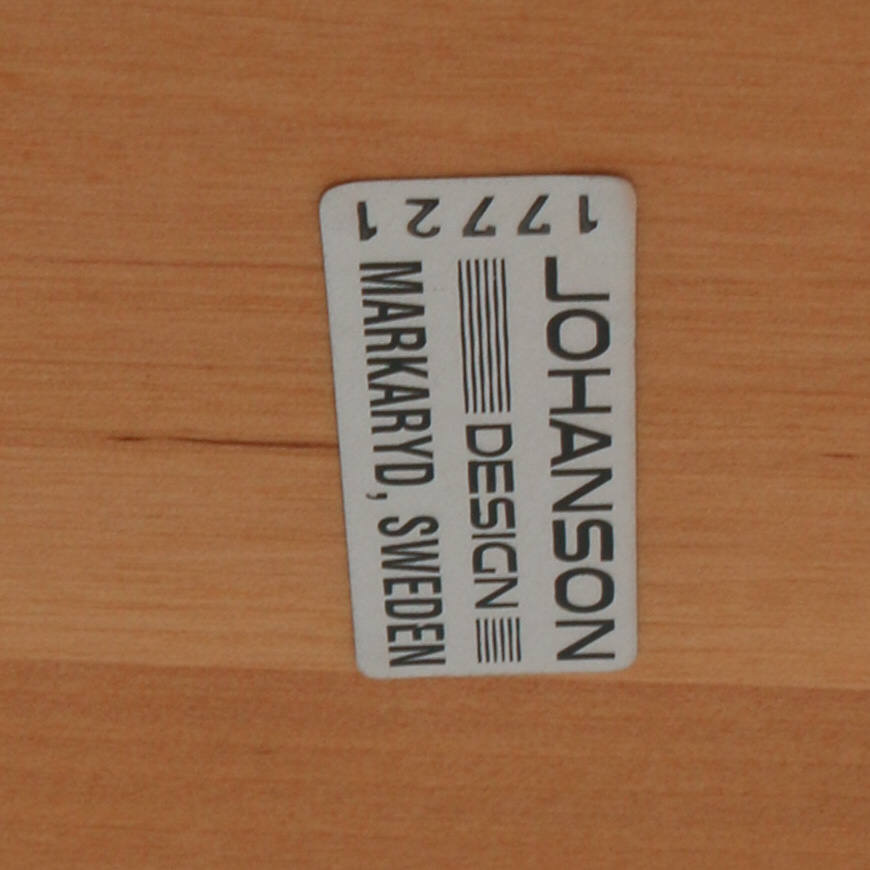 17721
JOHANSON
DESIGN
MARKARYD, SWEDEN